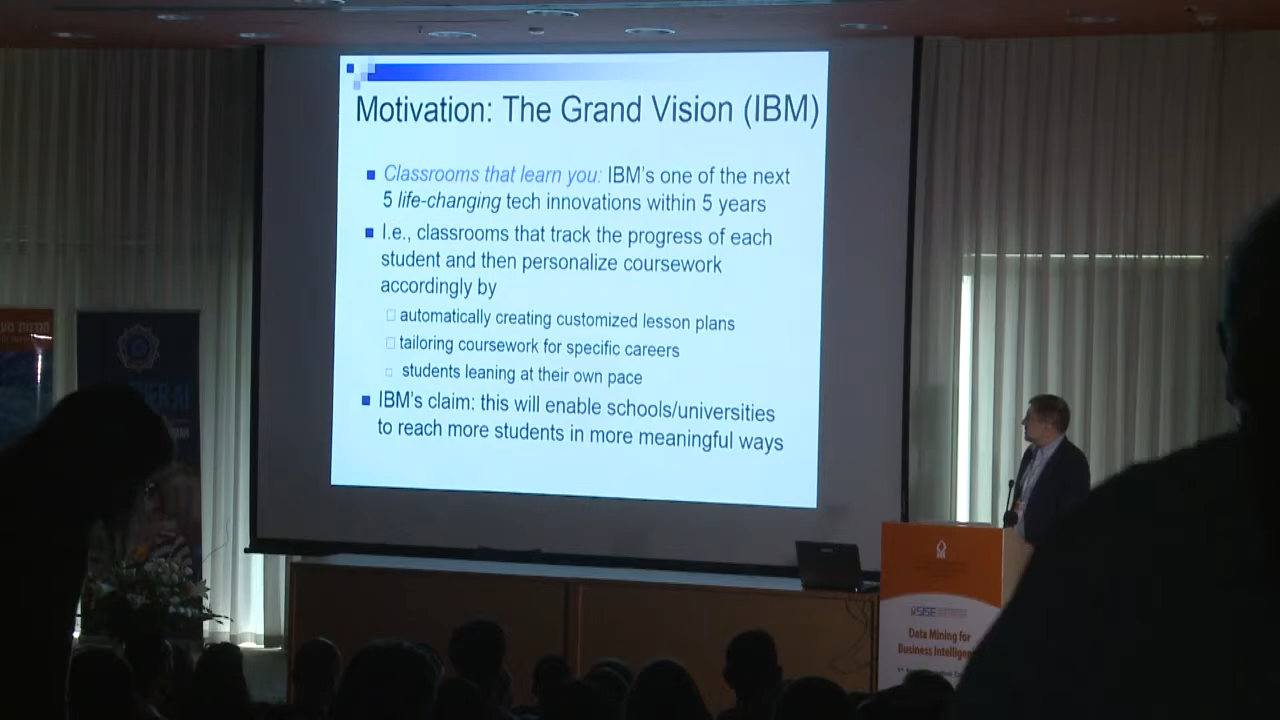 Motivation: The Grand Vision (IBM)
Classrooms that learn you: IBM's one of the next
5 life-changing tech innovations within 5 years
I.e., classrooms that track the progress of each
student and then personalize coursework
accordingly by
automatically creating customized lesson plans
tailoring coursework for specific careers
students leaning at their own pace
IBM's claim: this will enable schools/universities
to reach more students in more meaningful ways
SISE
Data Mining for
Business